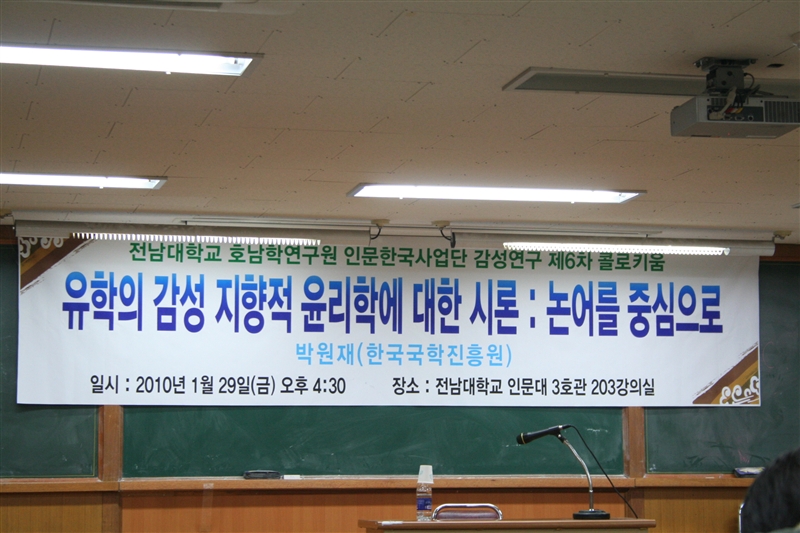 전남대학교 호남학연구원 인문한국사업단 감성연구 제6차 콜로키움
유학의 감성 지향적 윤리학에 대한 시론 : 논어를 중심으로
박원재(한국국학진흥원)
일시 : 2010년 1월 29일(금) 오후 4:30 장소 : 전남대학교 인문대 3호관 203강의실